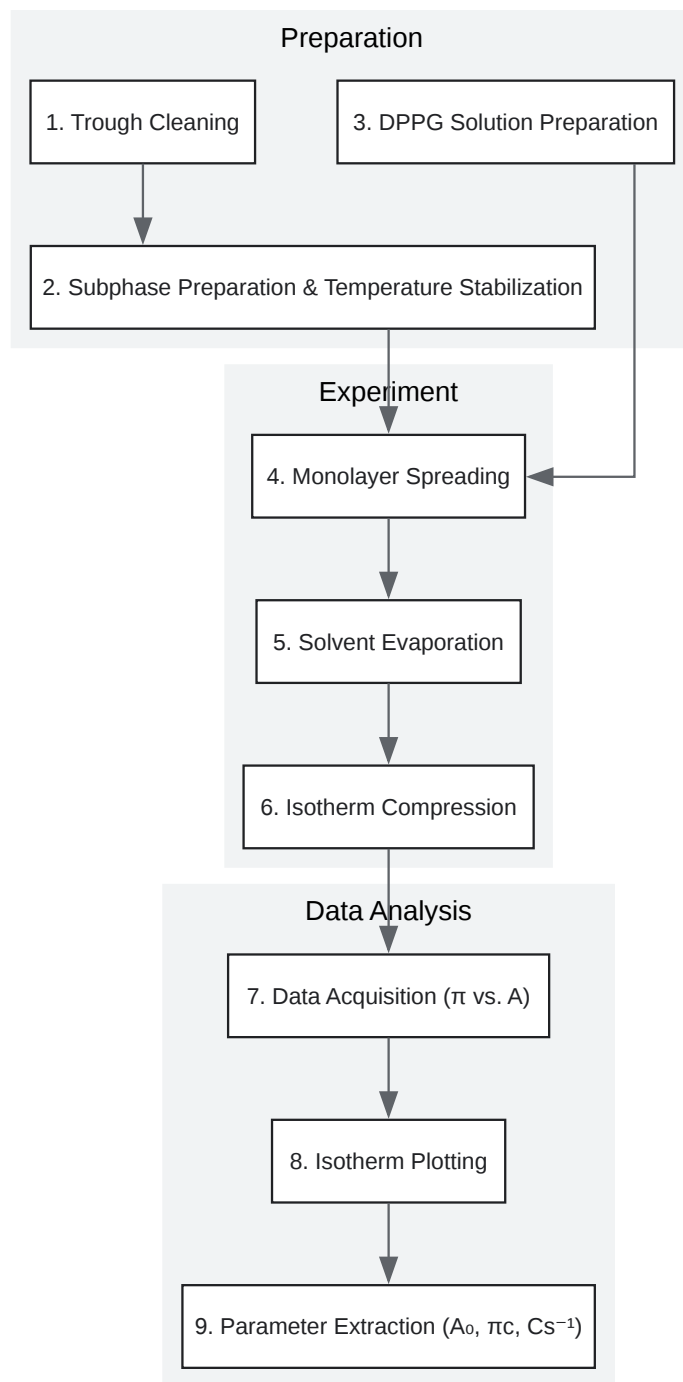 Preparation
1. Trough Cleaning
3. DPPG Solution Preparation
2. Subphase Preparation & Temperature Stabilization
Experiment
4. Monolayer Spreading
5. Solvent Evaporation
6. Isotherm Compression
Data Analysis
7. Data Acquisition (π vs. A)
8. Isotherm Plotting
9. Parameter Extraction (A₀, πc, Cs⁻¹)